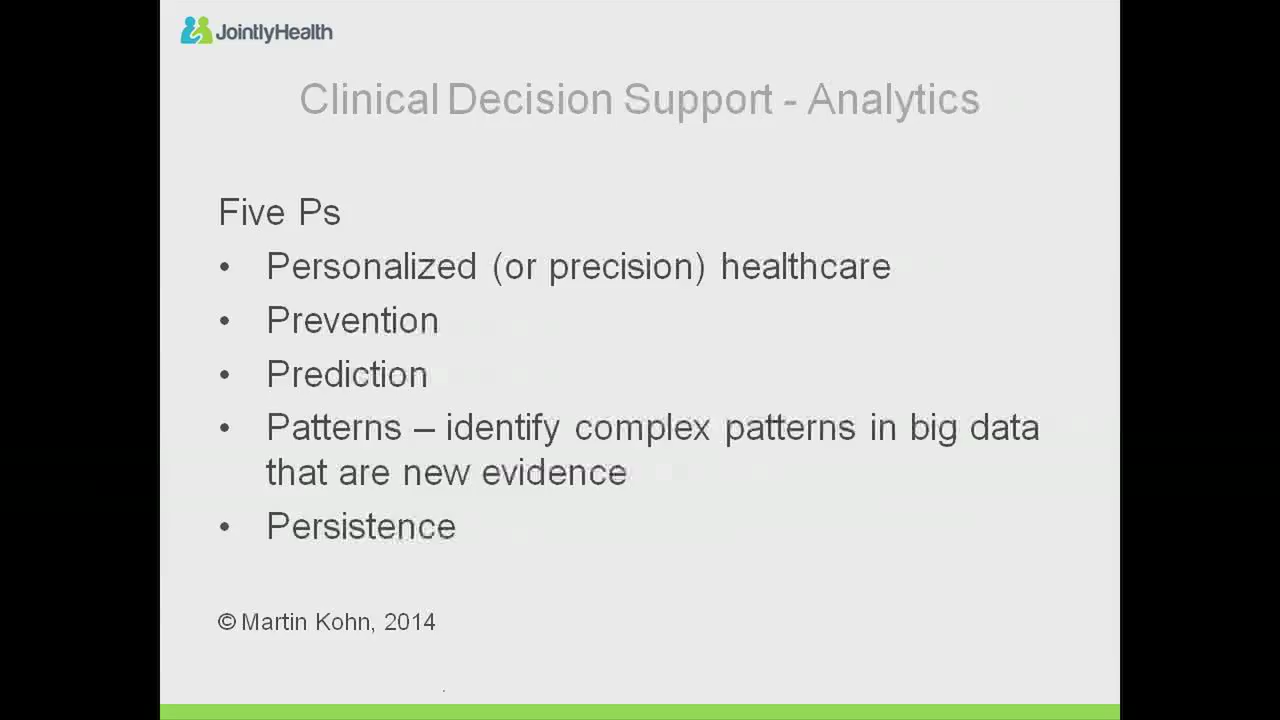 JointlyHealth
Clinical Decision Support - Analytics
Five Ps
• Personalized (or precision) healthcare
• Prevention
• Prediction
• Patterns – identify complex patterns in big data
that are new evidence
• Persistence
© Martin Kohn, 2014